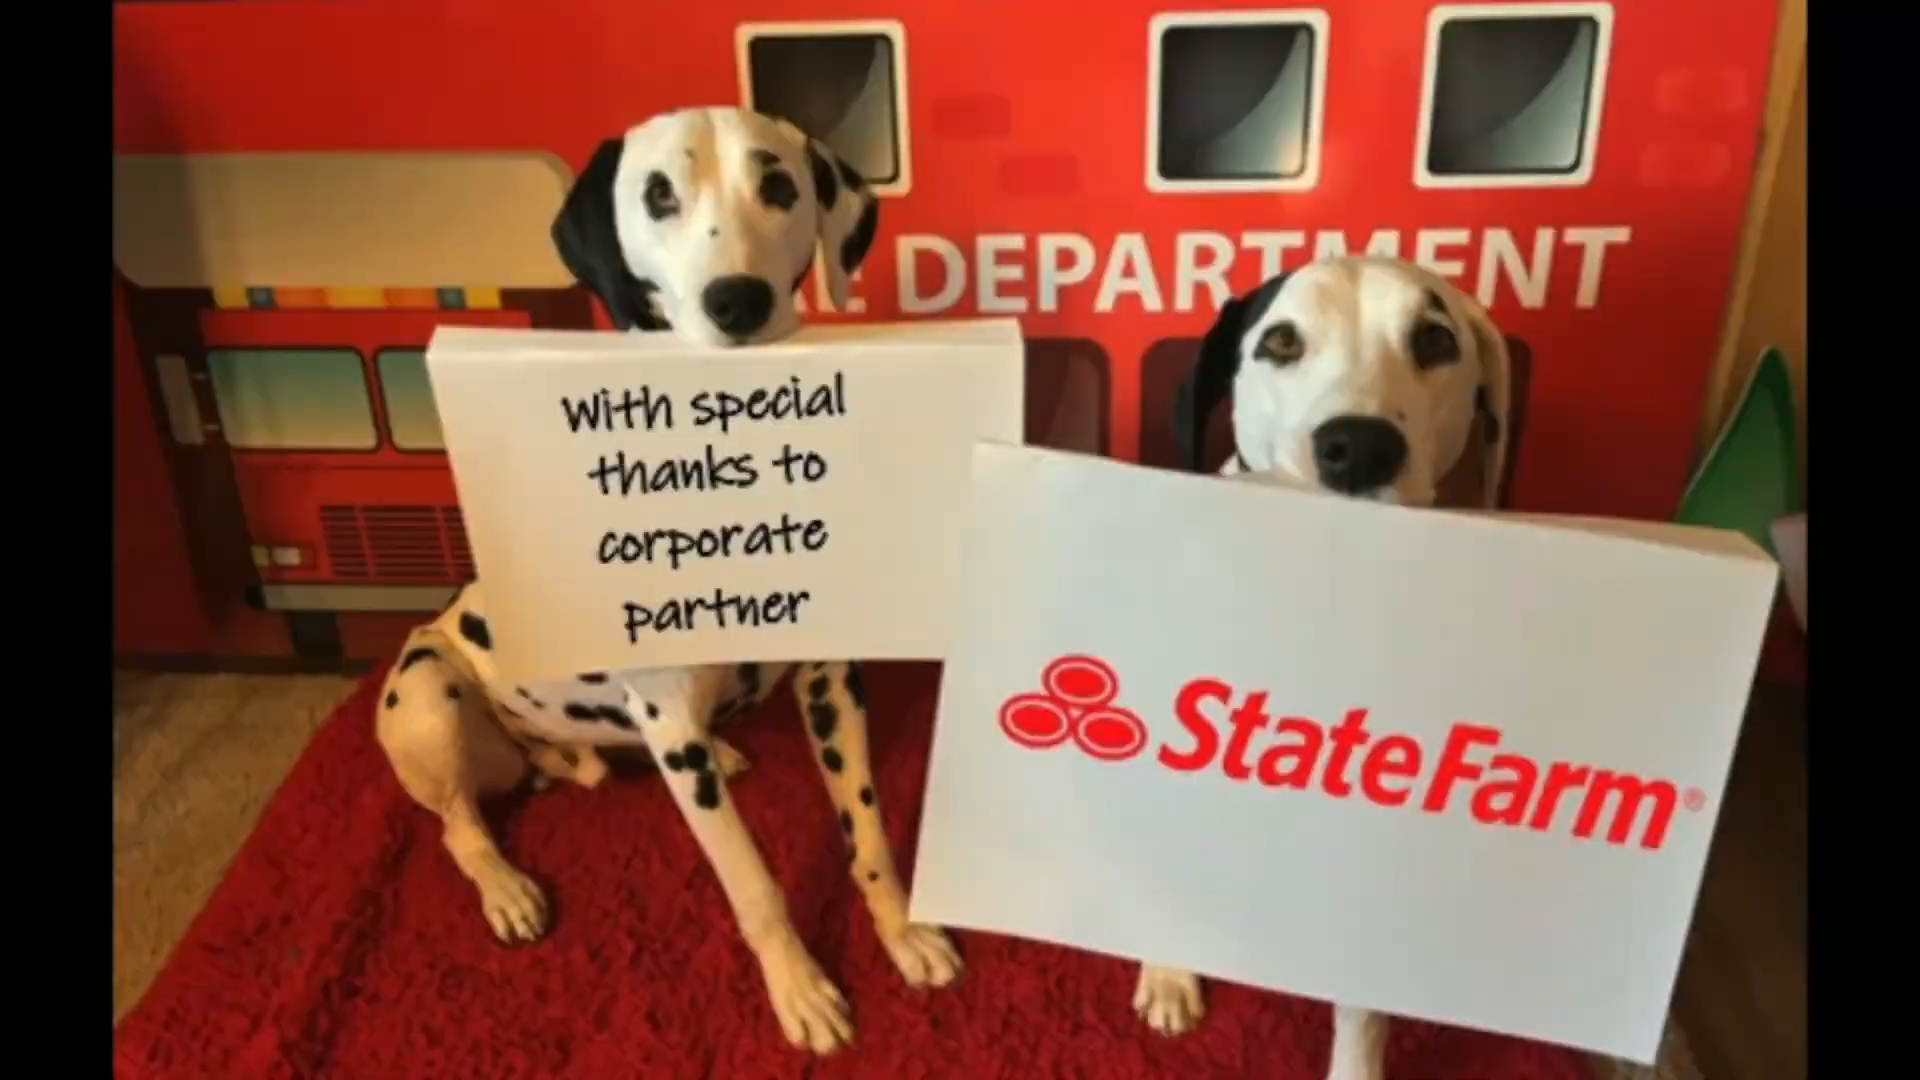 E DEPARTMENT
With special
thanks to
corporate
partner
State Farm®